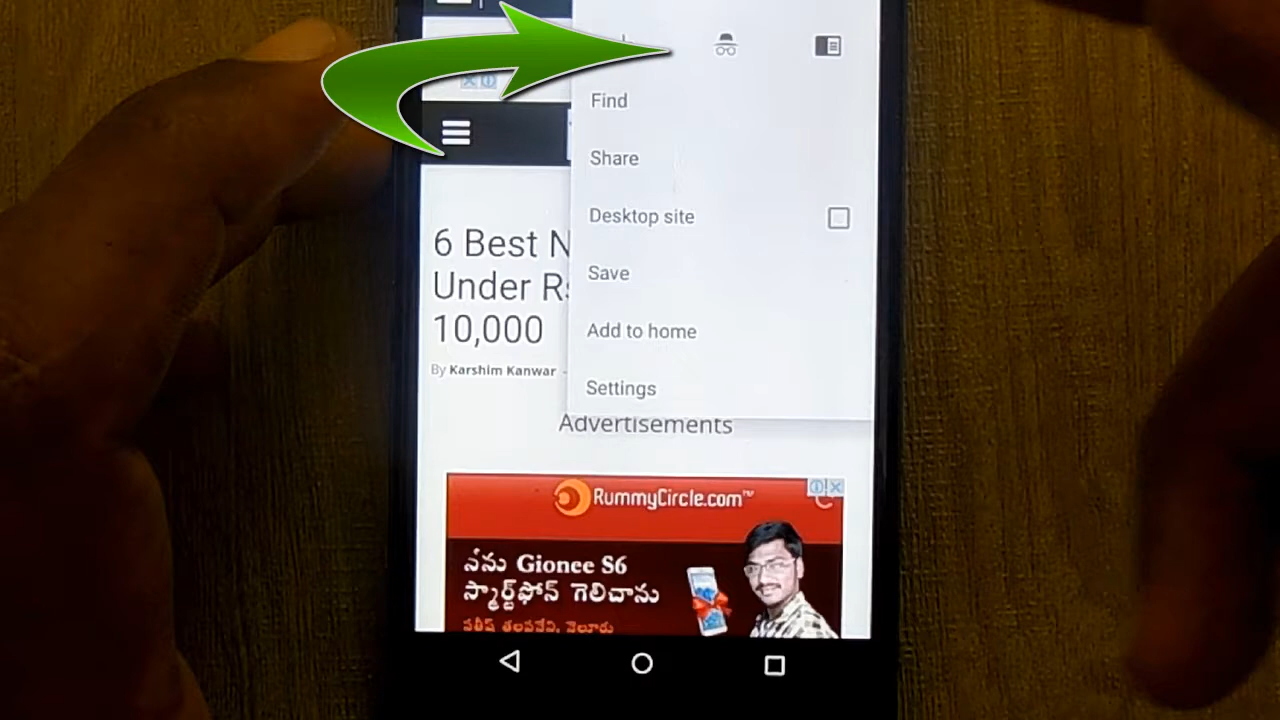 Find
Share
Desktop site
Save
Add to home
Settings
6 Best N
Under Rs
10,000
By Karshim Kanwar -
Advertisements
RummyCircle.com™
నేను Gionee S6
స్మార్ట్‌ఫోన్ గెలిచాను